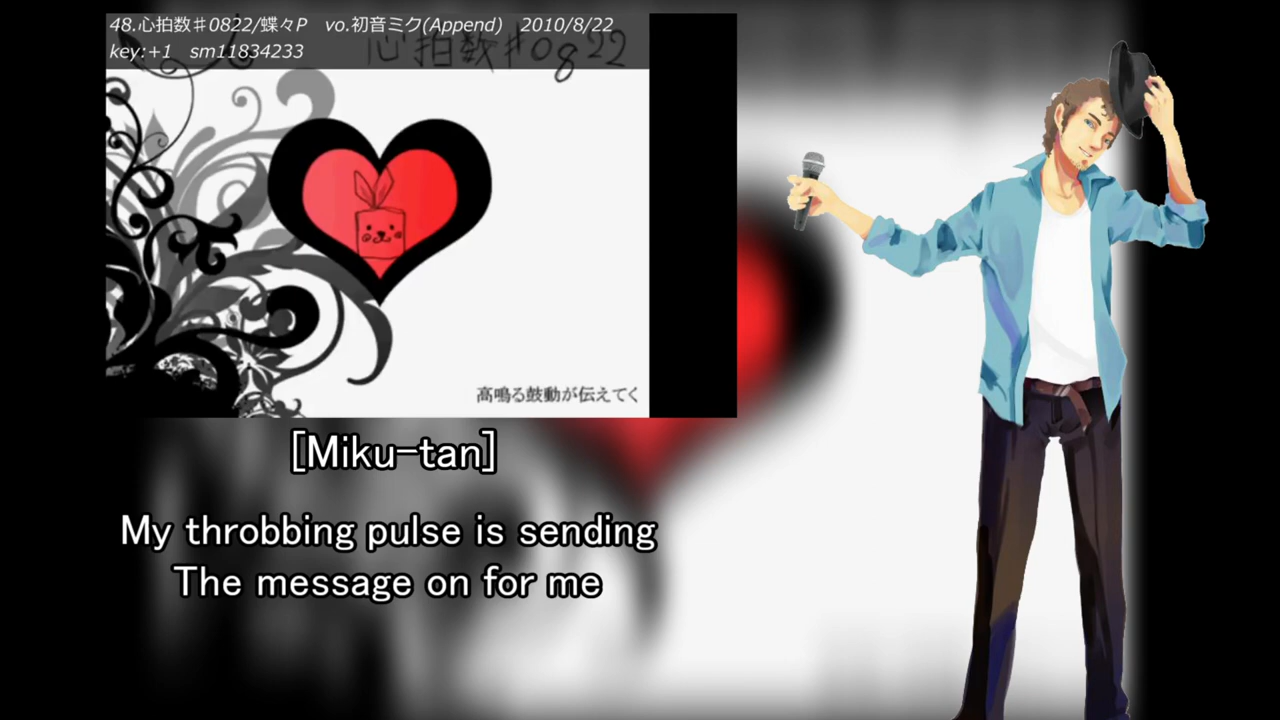 48.心拍数♯0822/蝶々P vo.初音ミク(Append) 2010/8/22
key:+1 sm11834233
心拍数♯0822
高鳴る鼓動が伝えてく
[Miku-tan]
My throbbing pulse is sending
The message on for me